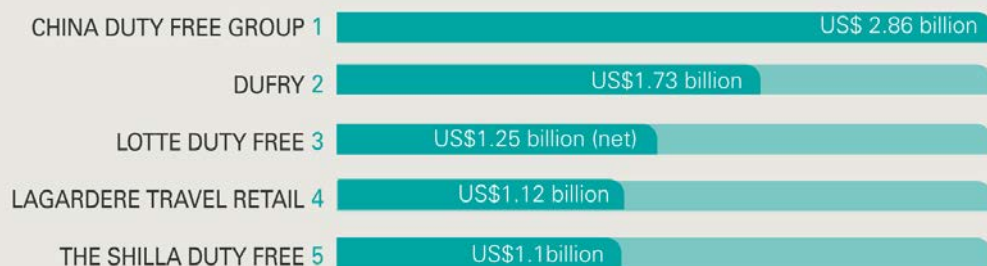 CHINA DUTY FREE GROUP 1 US$ 2.86 billion
DUFRY 2 US$1.73 billion
LOTTE DUTY FREE 3 US$1.25 billion (net)
LAGARDERE TRAVEL RETAIL 4 US$1.12 billion
THE SHILLA DUTY FREE 5 US$1.1billion